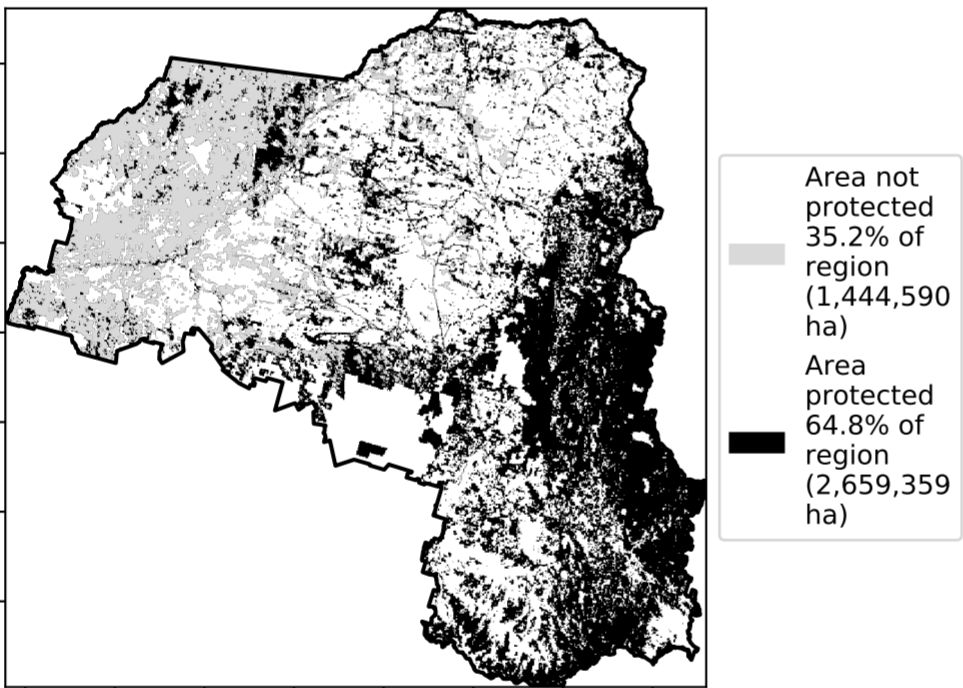 Area not
protected
35.2% of
region
(1,444,590
ha)
Area
protected
64.8% of
region
(2,659,359
ha)